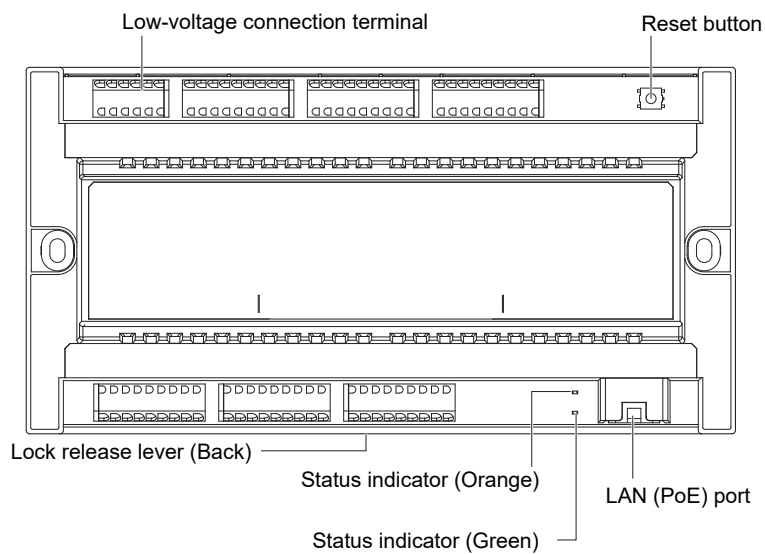 Low-voltage connection terminal
Reset button
Lock release lever (Back)
Status indicator (Orange)
LAN (PoE) port
Status indicator (Green)